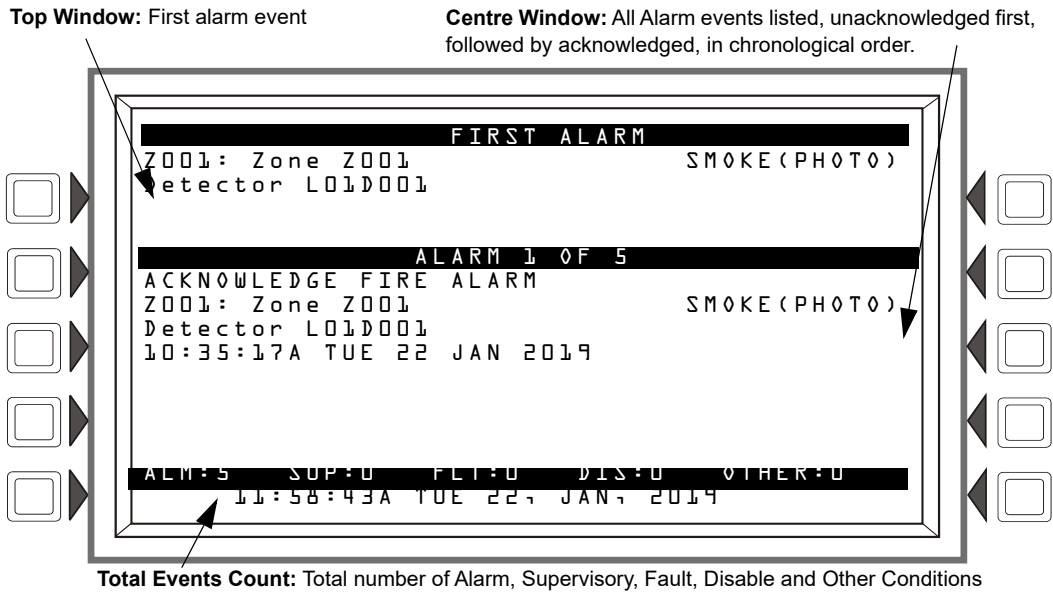 Top Window: First alarm event
Centre Window: All Alarm events listed, unacknowledged first,
followed by acknowledged, in chronological order.
FIRST ALARM
Z001: Zone Z001 SMOKE(PHOTO)
Detector L01D001
ALARM 1 OF 5
ACKNOWLEDGE FIRE ALARM
Z001: Zone Z001 SMOKE(PHOTO)
Detector L01D001
10:35:17A TUE 22 JAN 2019
ALM:5 SUP:0 FLT:0 DIS:0 OTHER:0
11:58:43A TUE 22, JAN, 2019
Total Events Count: Total number of Alarm, Supervisory, Fault, Disable and Other Conditions